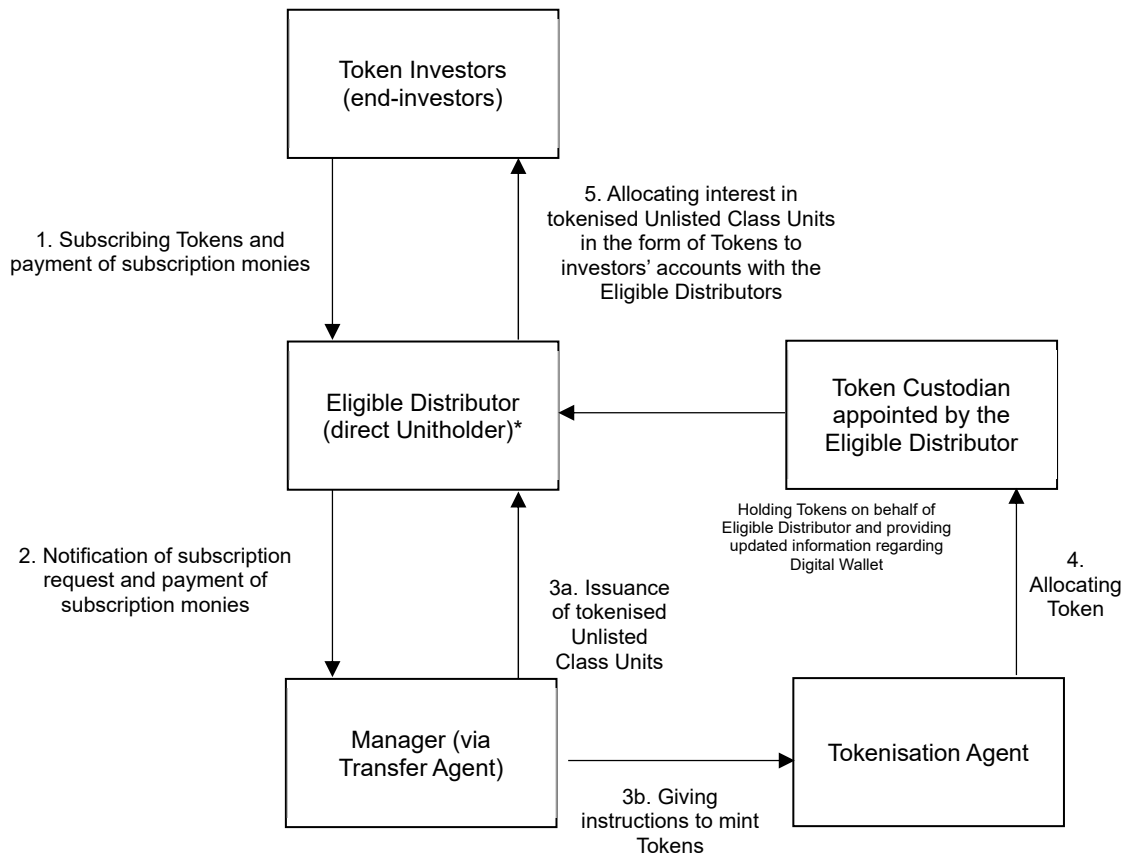 Token Investors
(end-investors)
1. Subscribing Tokens and
payment of subscription monies
5. Allocating interest in
tokenised Unlisted Class Units
in the form of Tokens to
investors’ accounts with the
Eligible Distributors
Eligible Distributor
(direct Unitholder)*
Token Custodian
appointed by the
Eligible Distributor
Holding Tokens on behalf of
Eligible Distributor and providing
updated information regarding
Digital Wallet
2. Notification of subscription
request and payment of
subscription monies
3a. Issuance
of tokenised
Unlisted
Class Units
4.
Allocating
Token
Manager (via
Transfer Agent)
3b. Giving
instructions to mint
Tokens
Tokenisation Agent